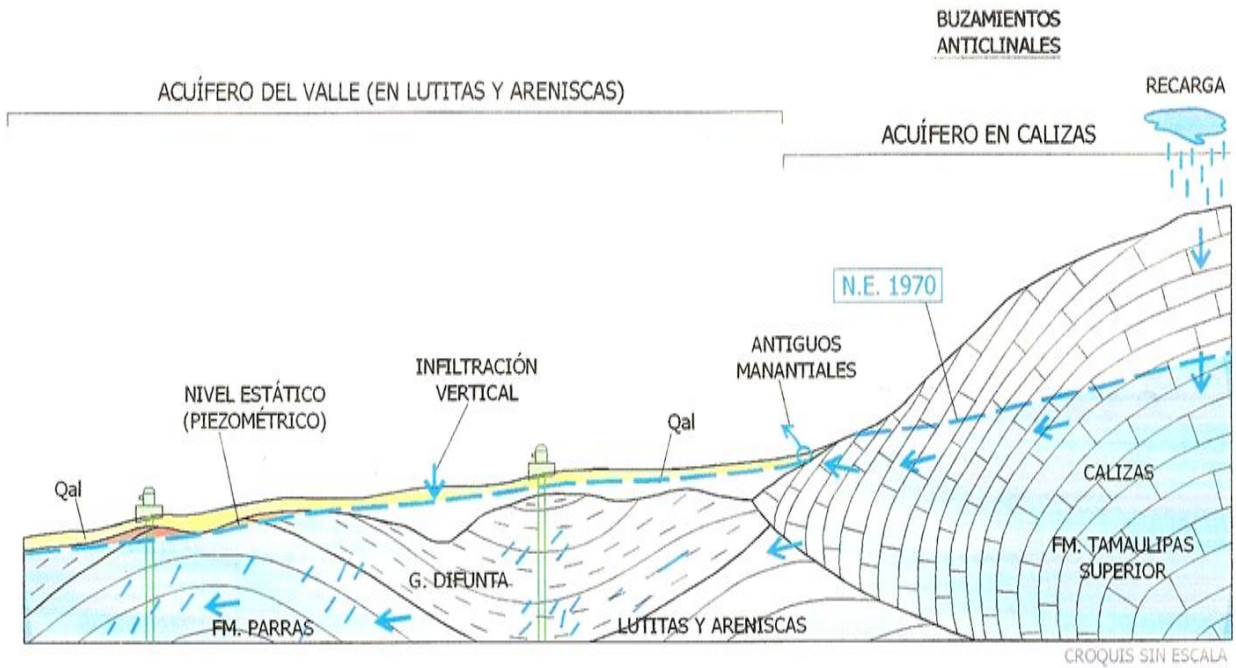 BUZAMIENTOS
ANTICLINALES
ACUÍFERO DEL VALLE (EN LUTITAS Y ARENISCAS)
RECARGA
ACUÍFERO EN CALIZAS
N.E. 1970
ANTIGUOS
MANANTIALES
INFILTRACIÓN
VERTICAL
NIVEL ESTÁTICO
(PIEZOMÉTRICO)
Qal
Qal
CALIZAS
FM. TAMAULIPAS
SUPERIOR
G. DIFUNTA
FM. PARRAS
LUTITAS Y ARENISCAS
CROQUIS SIN ESCALA